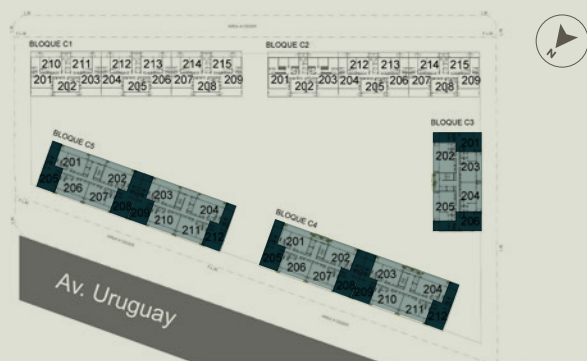 N
BLOQUE C1
210 211 212 213 214 215
201 203 204 206 207 209
202 205 208
BLOQUE C2
212 213 214 215
201 203 204 206 207 209
202 205 208
BLOQUE C3
201
202 203
204
205
206
BLOQUE C5
201 202 203 204
205 206 207 208 209 210 211 212
BLOQUE C4
201 202 203 204
205 206 207 208 209 210 211 212
Av. Uruguay